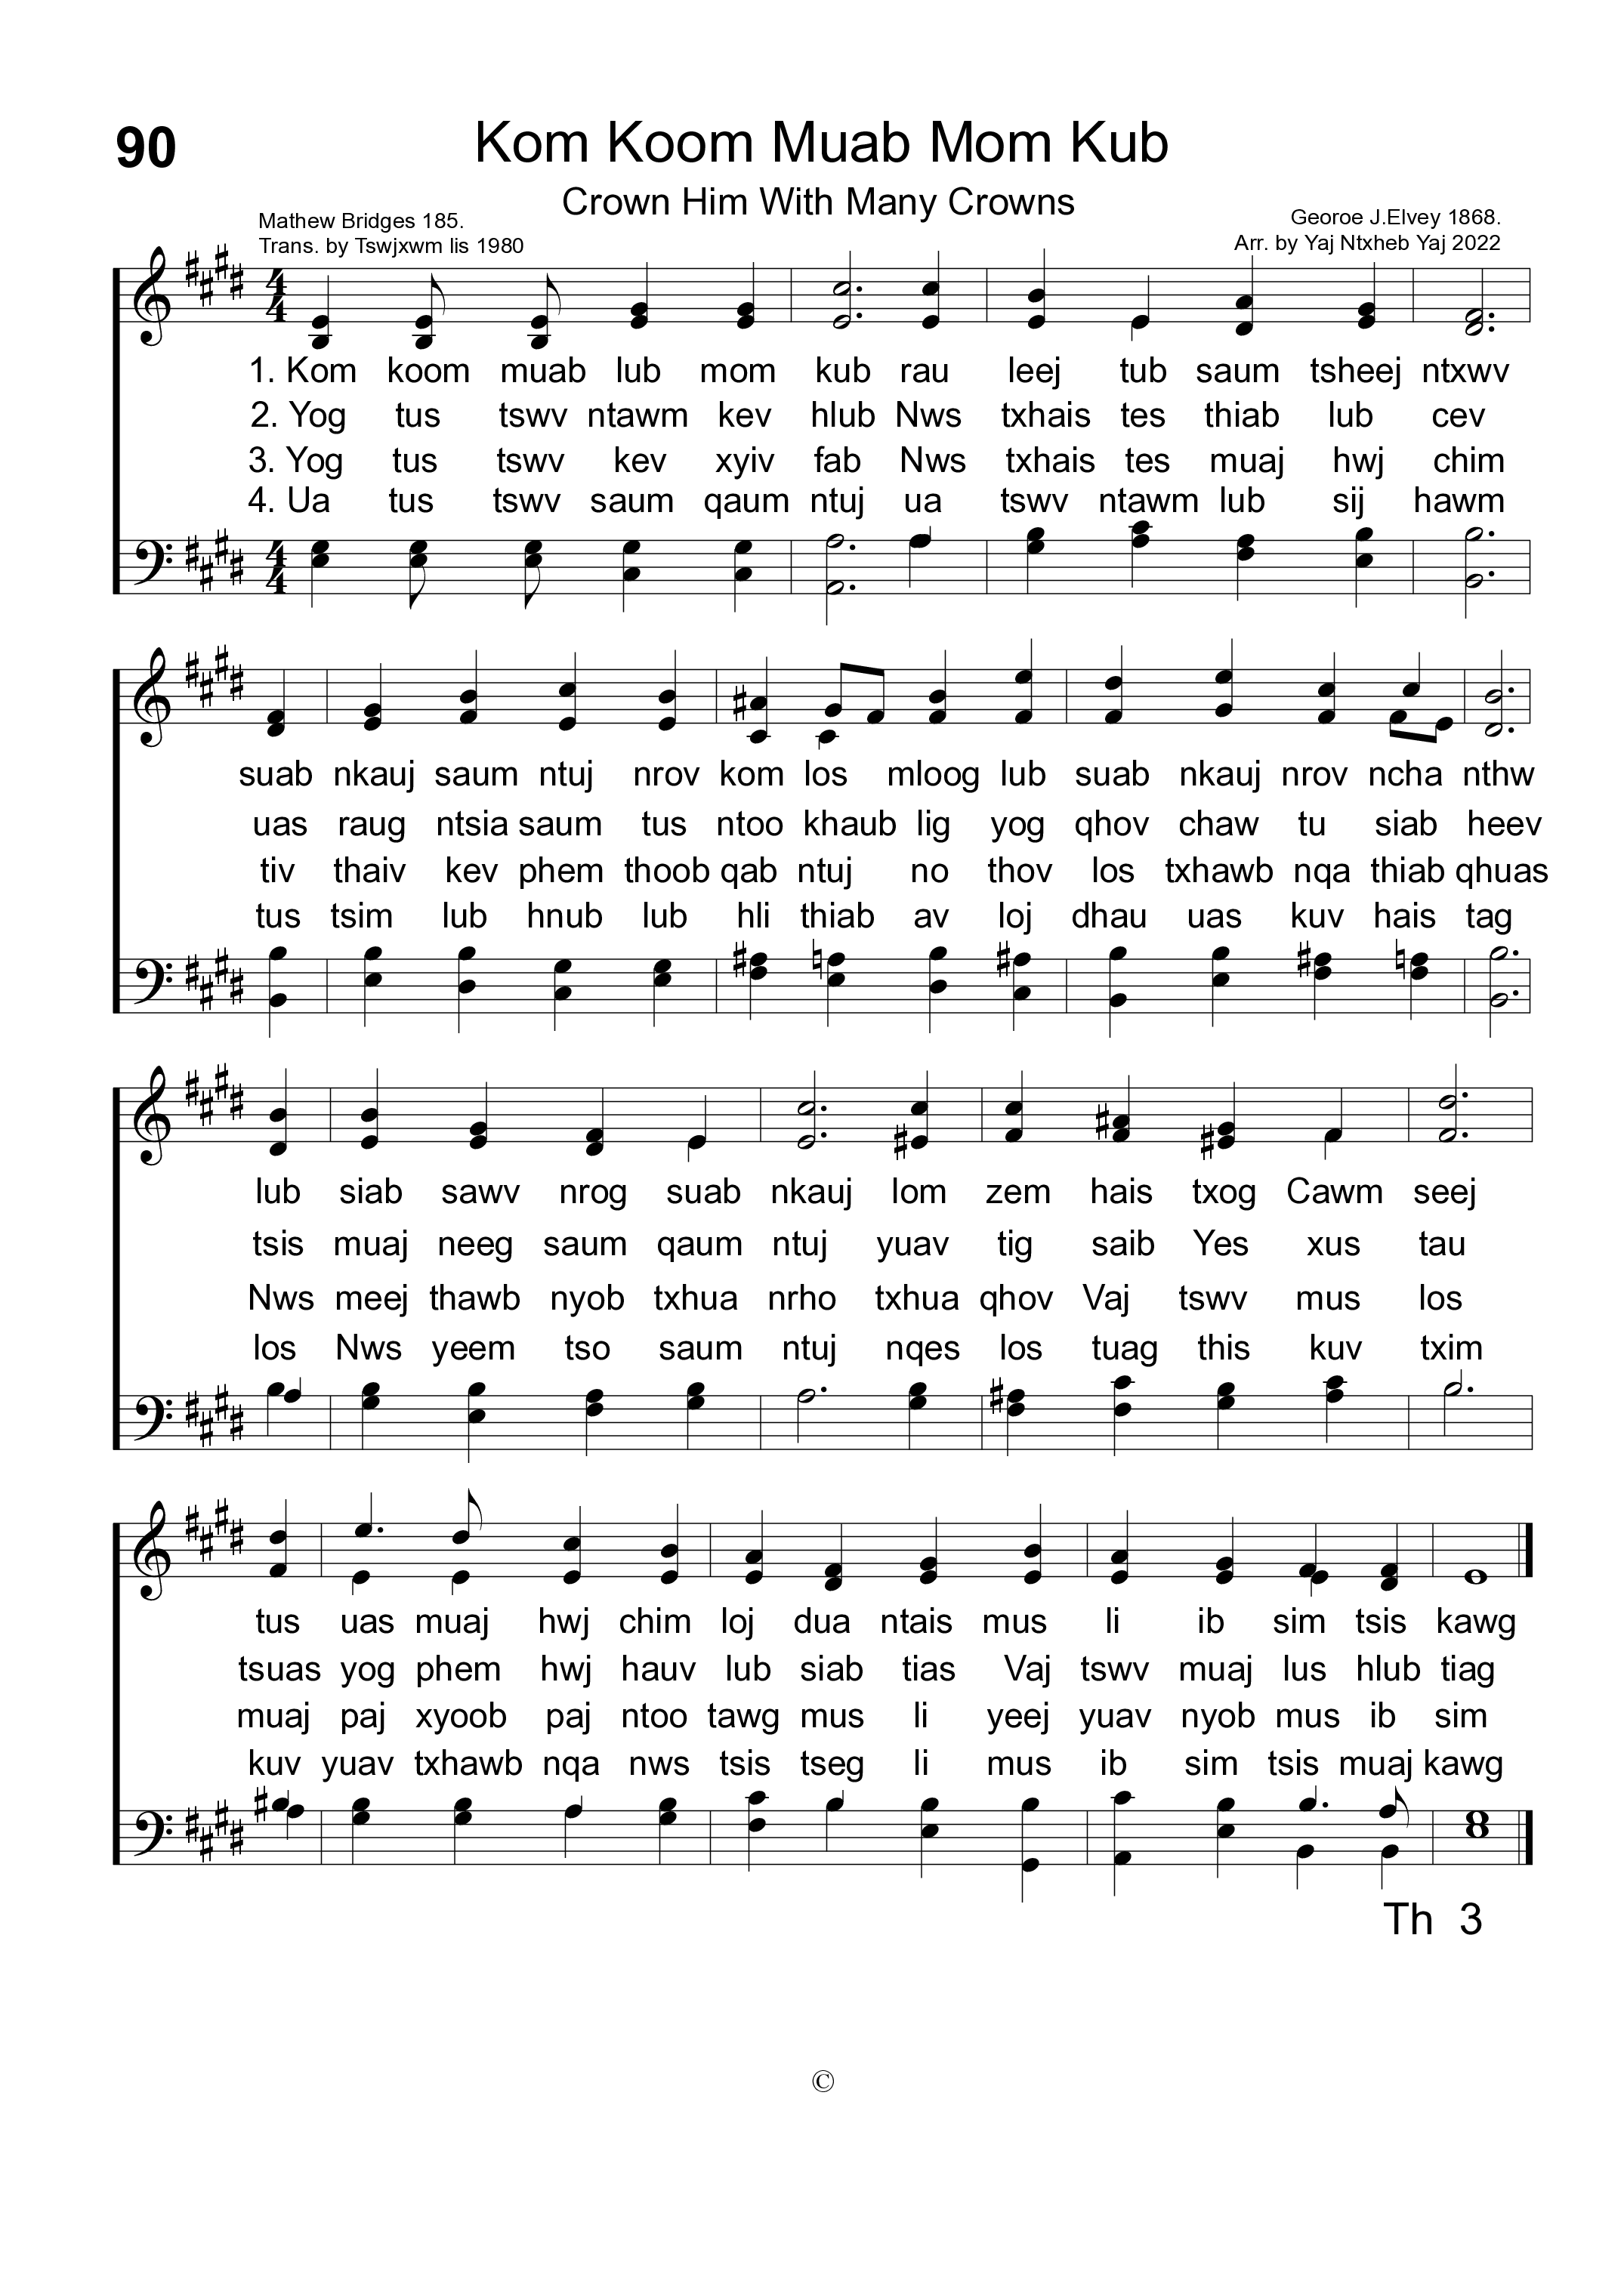 90
Kom Koom Muab Mom Kub
Crown Him With Many Crowns
Mathew Bridges 185.
Trans. by Tswjxwm lis 1980
Georoe J.Elvey 1868.
Arr. by Yaj Ntxheb Yaj 2022
1. Kom koom muab lub mom kub rau leej tub saum tsheej ntxwv
2. Yog tus tswv ntawm kev hlub Nws txhais tes thiab lub cev
3. Yog tus tswv kev xyiv fab Nws txhais tes muaj hwj chim
4. Ua tus tswv saum qaum ntuj ua tswv ntawm lub sij hawm
suab nkauj saum ntuj nrov kom los mloog lub suab nkauj nrov ncha nthw
uas raug ntsia saum tus ntoo khaub lig yog qhov chaw tu siab heev
tiv thaiv kev phem thoob qab ntuj no thov los txhawb nqa thiab qhuas
tus tsim lub hnub lub hli thiab av loj dhau uas kuv hais tag
lub siab sawv nrog suab nkauj lom zem hais txog Cawm seej
tsis muaj neeg saum qaum ntuj yuav tig saib Yes xus tau
Nws meej thawb nyob txhua nrho txhua qhov Vaj tswv mus los
los Nws yeem tso saum ntuj nqes los tuag this kuv txim
tus uas muaj hwj chim loj dua ntais mus li ib sim tsis kawg
tsuas yog phem hwj hauv lub siab tias Vaj tswv muaj lus hlub tiag
muaj paj xyoob paj ntoo tawg mus li yeej yuav nyob mus ib sim
kuv yuav txhawb nqa nws tsis tseg li mus ib sim tsis muaj kawg
Th 3
©